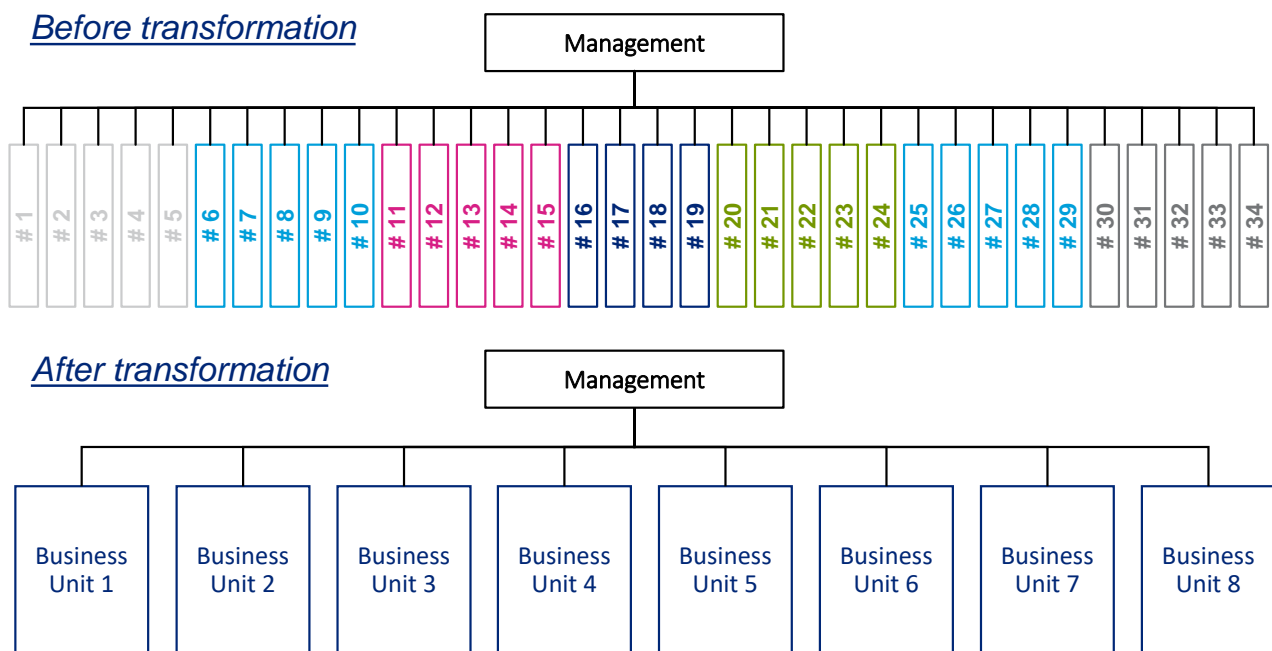 Before transformation
Management
# 1
# 2
# 3
# 4
# 5
# 6
# 7
# 8
# 9
# 10
# 11
# 12
# 13
# 14
# 15
# 16
# 17
# 18
# 19
# 20
# 21
# 22
# 23
# 24
# 25
# 26
# 27
# 28
# 29
# 30
# 31
# 32
# 33
# 34
After transformation
Management
Business
Unit 1
Business
Unit 2
Business
Unit 3
Business
Unit 4
Business
Unit 5
Business
Unit 6
Business
Unit 7
Business
Unit 8